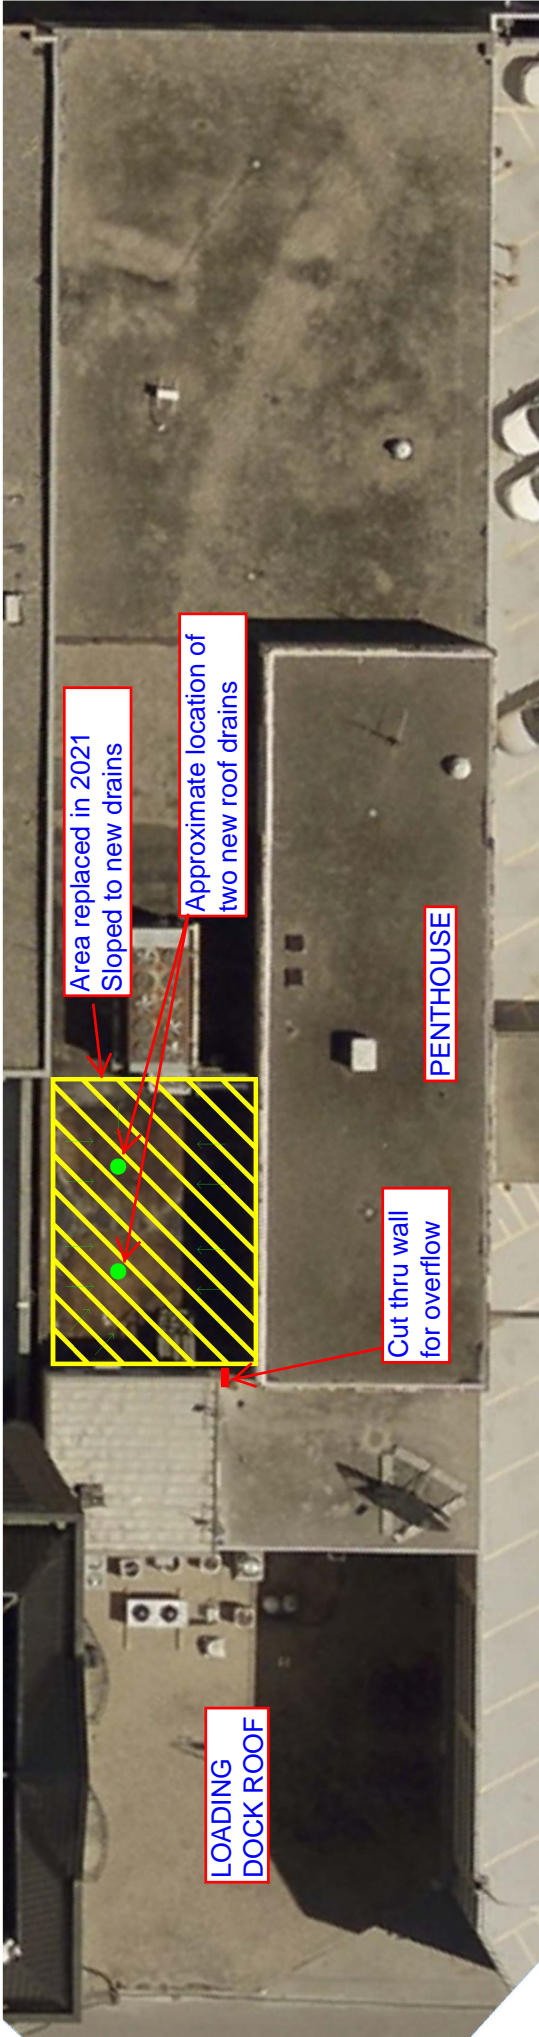 Area replaced in 2021
Sloped to new drains
Approximate location of
two new roof drains
PENTHOUSE
Cut thru wall
for overflow
LOADING
DOCK ROOF